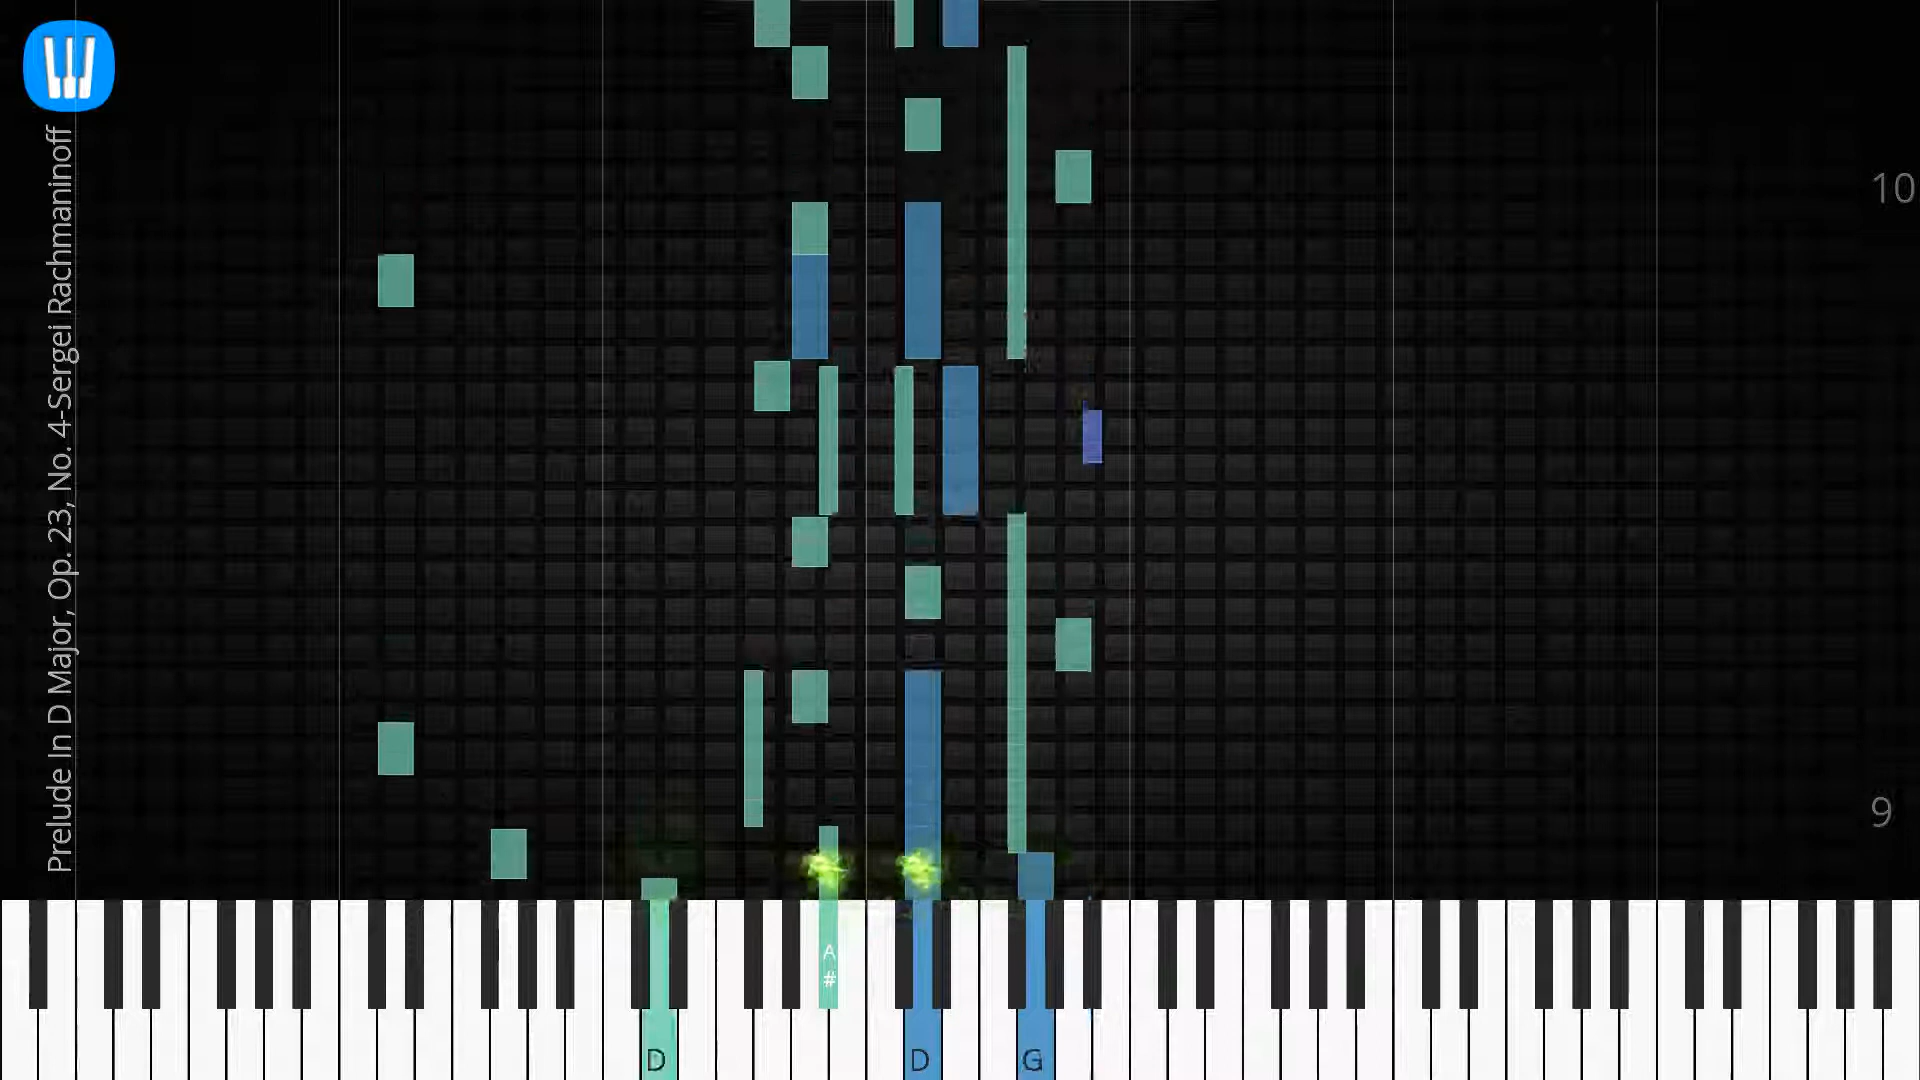 Prelude In D Major, Op. 23, No. 4-Sergei Rachmaninoff
10
9
A
#
D
D
G